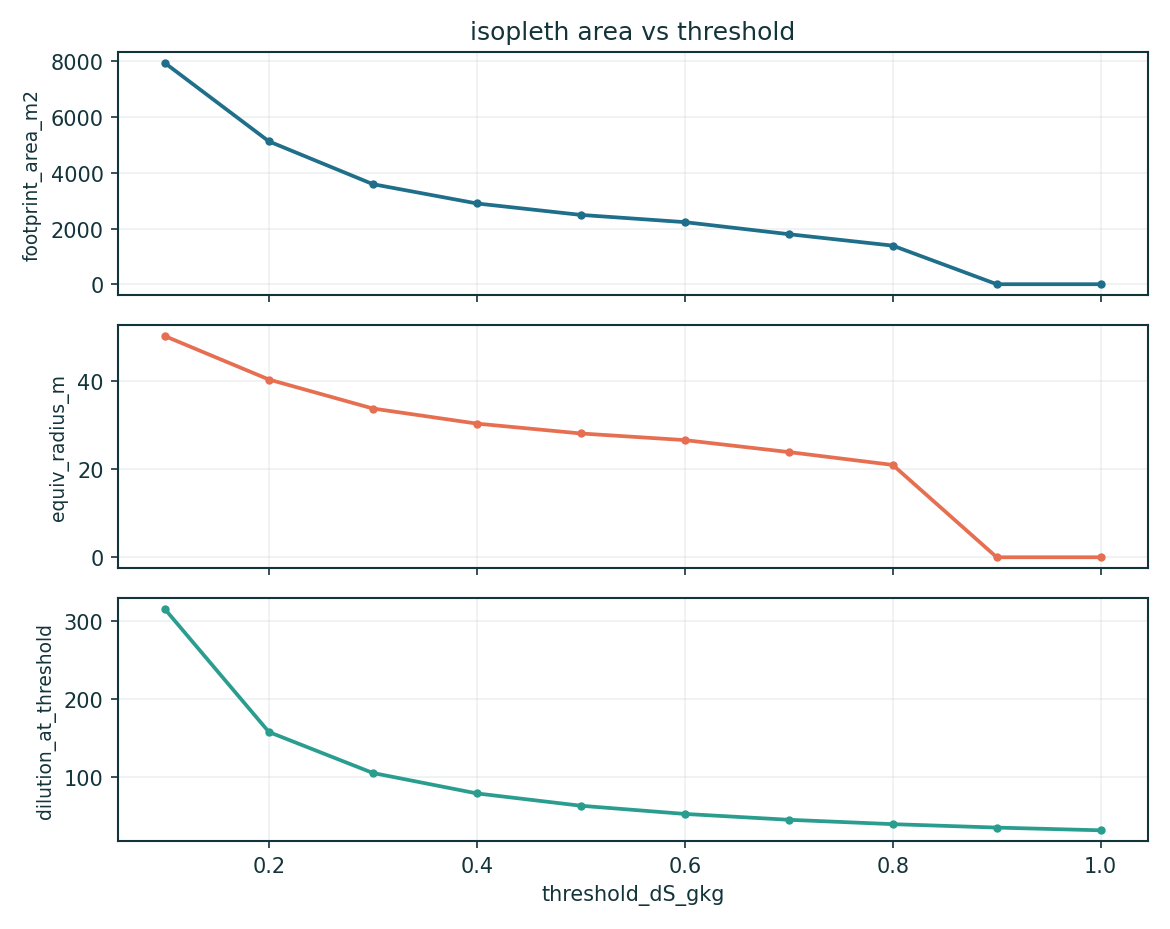 isopleth area vs threshold
footprint_area_m2
8000
6000
4000
2000
0
equiv_radius_m
40
20
0
dilution_at_threshold
300
200
100
0.2 0.4 0.6 0.8 1.0
threshold_dS_gkg